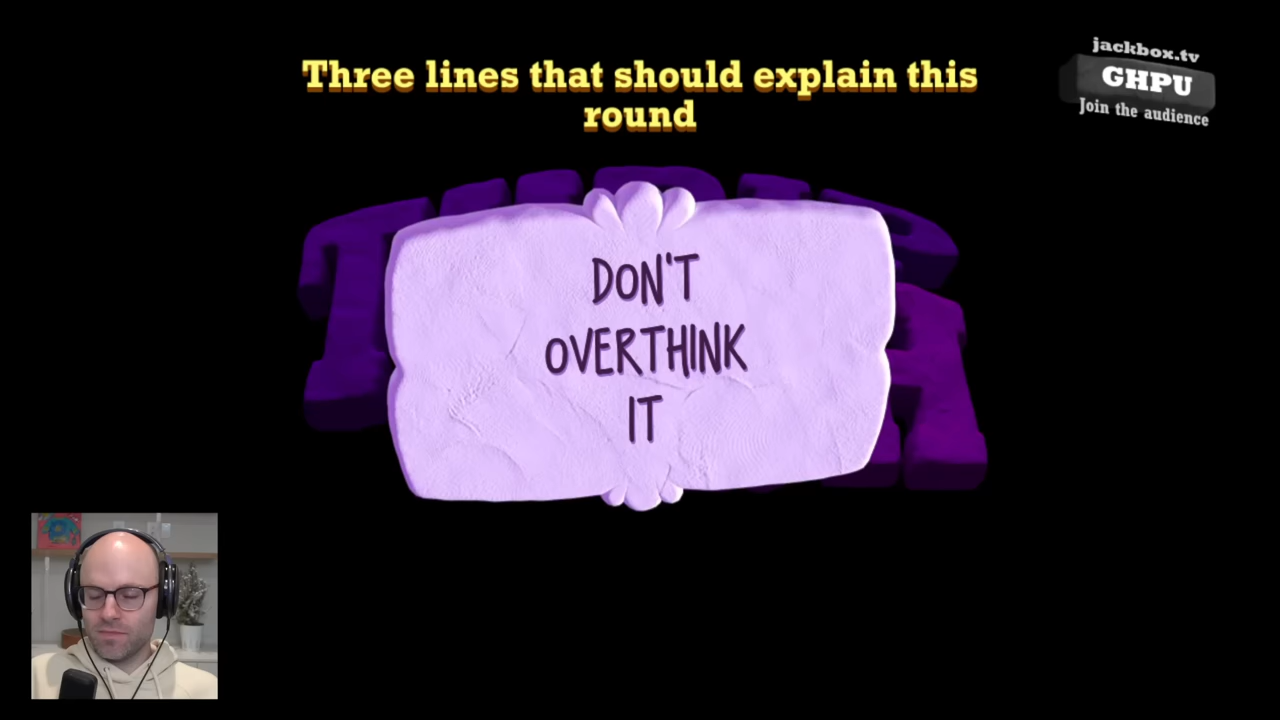 Three lines that should explain this
round
jackbox.tv
GHPU
Join the audience
DON'T
OVERTHINK
IT